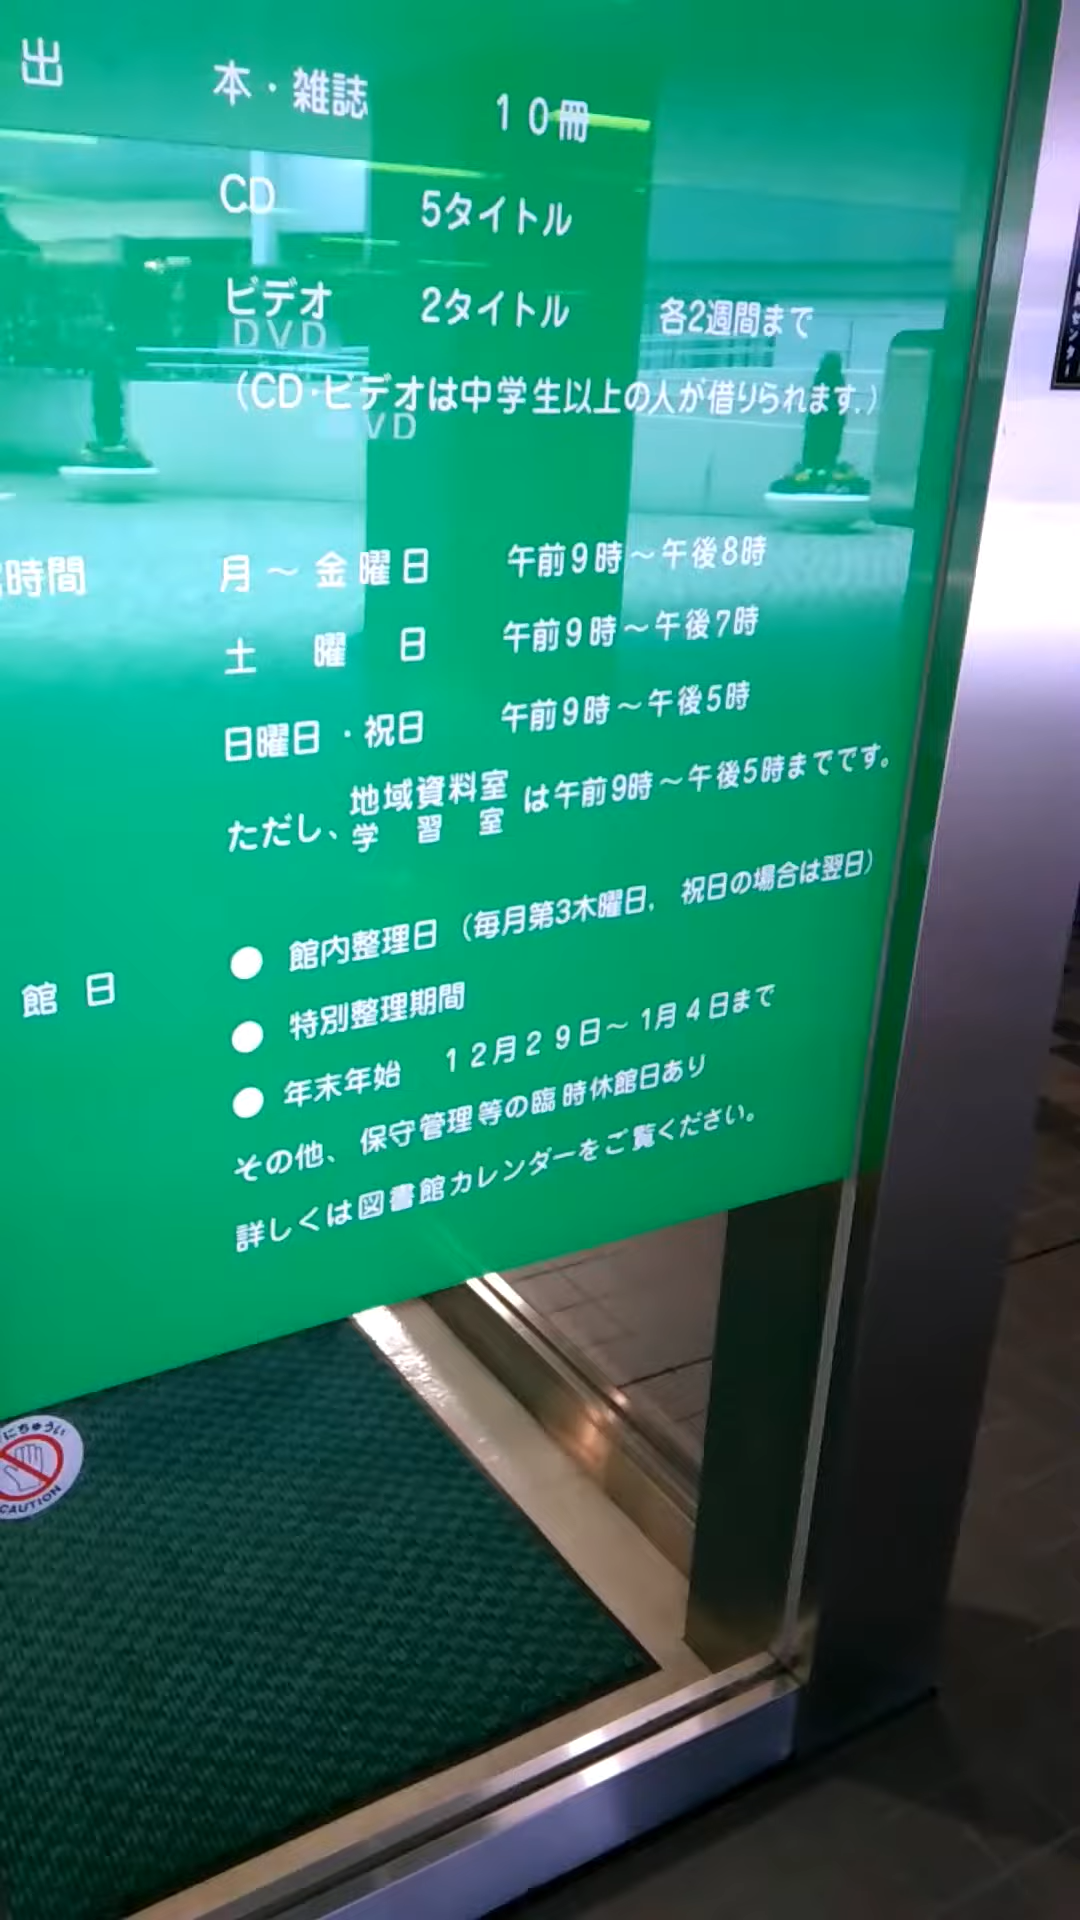 出 本・雑誌 10冊
CD 5タイトル
ビデオ 2タイトル 各2週間まで
DVD
(CD・ビデオは中学生以上の人が借りられます.)
VD
時間 月～金曜日 午前9時～午後8時
土曜日 午前9時～午後7時
日曜日・祝日 午前9時～午後5時
ただし、地域資料室 学習室 は午前9時～午後5時までです。
館日 ● 館内整理日(毎月第3木曜日, 祝日の場合は翌日)
● 特別整理期間
● 年末年始 12月29日～1月4日まで
その他、保守管理等の臨時休館日あり
詳しくは図書館カレンダーをご覧ください。
にちゅうい
CAUTION